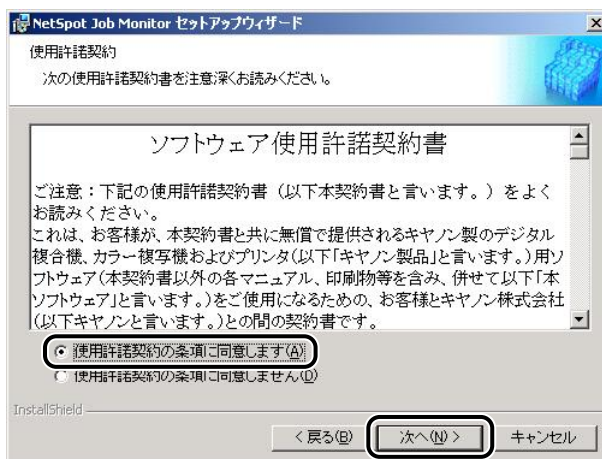 NetSpot Job Monitor セットアップウィザード
使用許諾契約
次の使用許諾契約書を注意深くお読みください。
ソフトウェア使用許諾契約書
ご注意：下記の使用許諾契約書（以下本契約書と言います。）をよく
お読みください。
これは、お客様が、本契約書と共に無償で提供されるキヤノン製のデジタル
複合機、カラー複写機およびプリンタ(以下｢キヤノン製品｣と言います。)用ソ
フトウェア(本契約書以外の各マニュアル、印刷物等を含み、併せて以下｢本
ソフトウェア｣と言います。)をご使用になるための、お客様とキヤノン株式会社
(以下キヤノンと言います。)との間の契約書です。
使用許諾契約の条項に同意します(A)
使用許諾契約の条項に同意しません(D)
InstallShield
< 戻る(B)
次へ(N) >
キャンセル